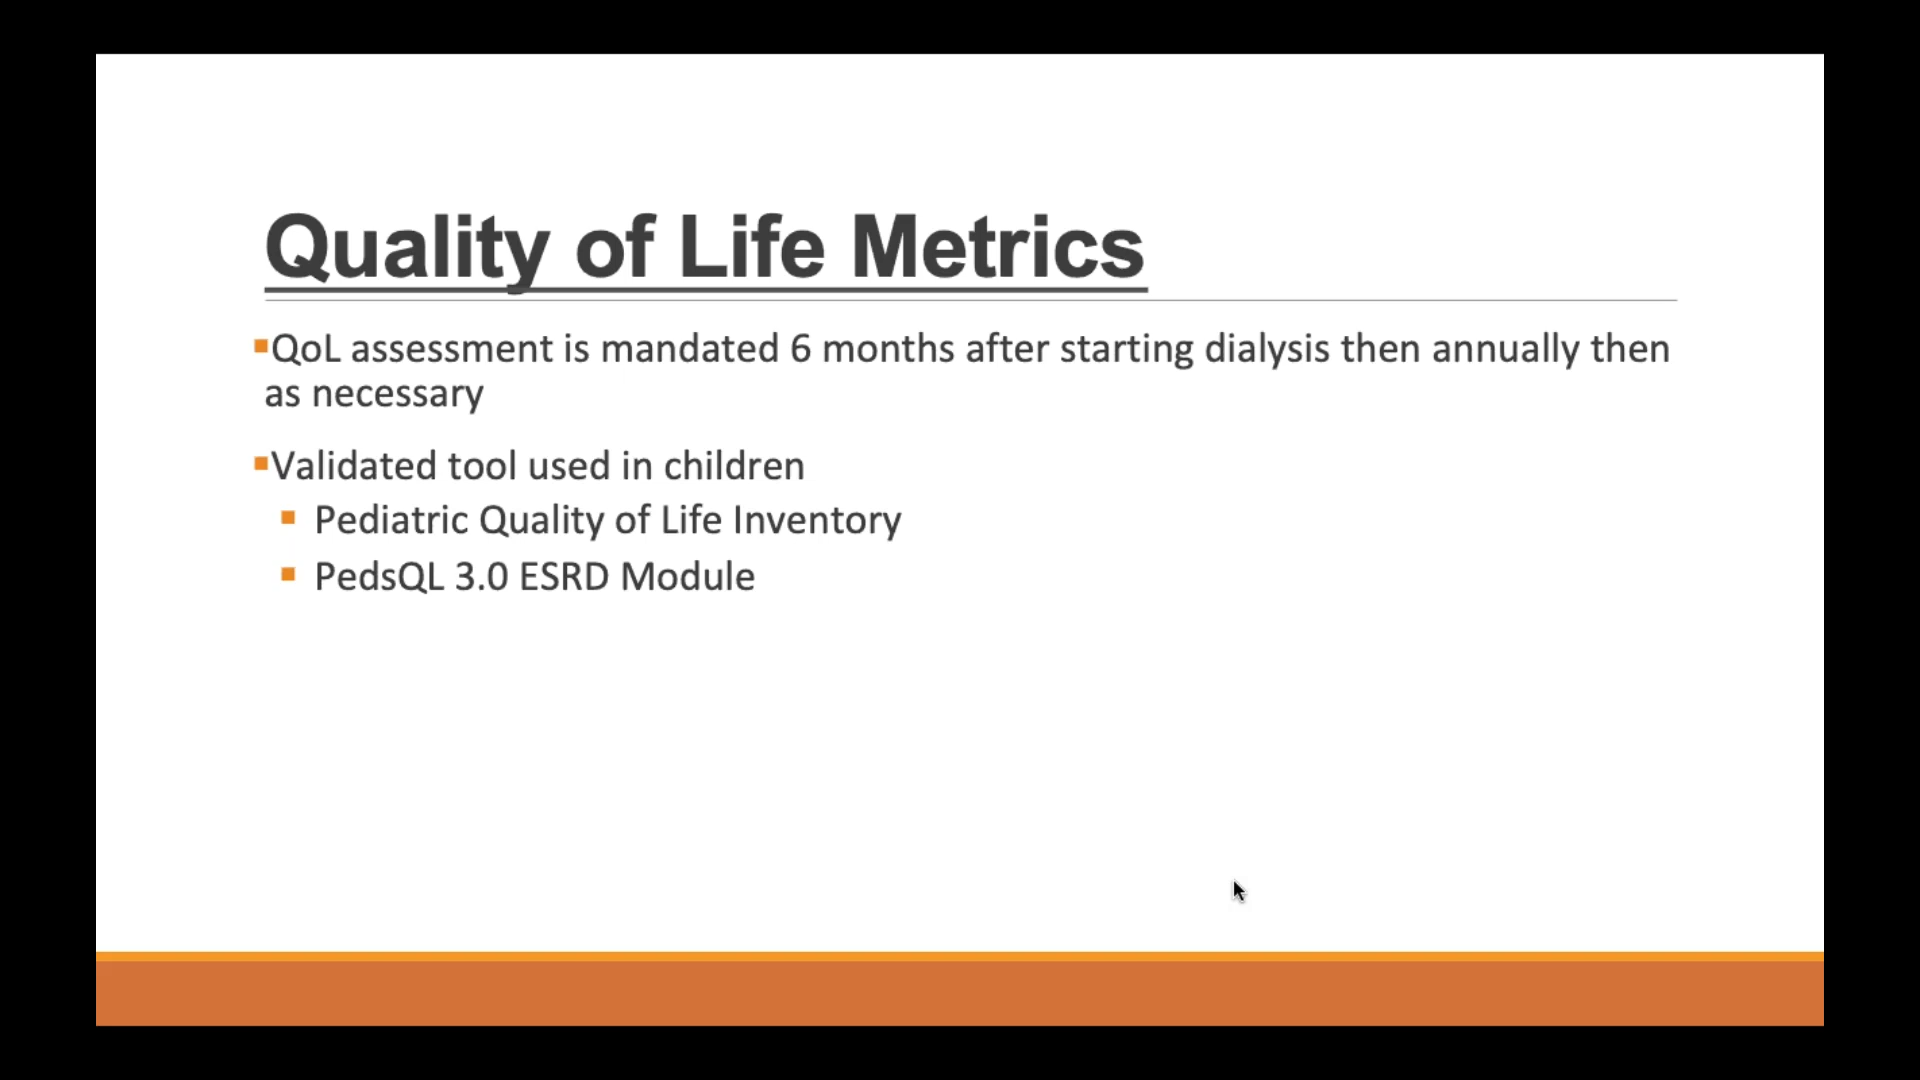 Quality of Life Metrics
▪QoL assessment is mandated 6 months after starting dialysis then annually then
as necessary
▪Validated tool used in children
▪ Pediatric Quality of Life Inventory
▪ PedsQL 3.0 ESRD Module